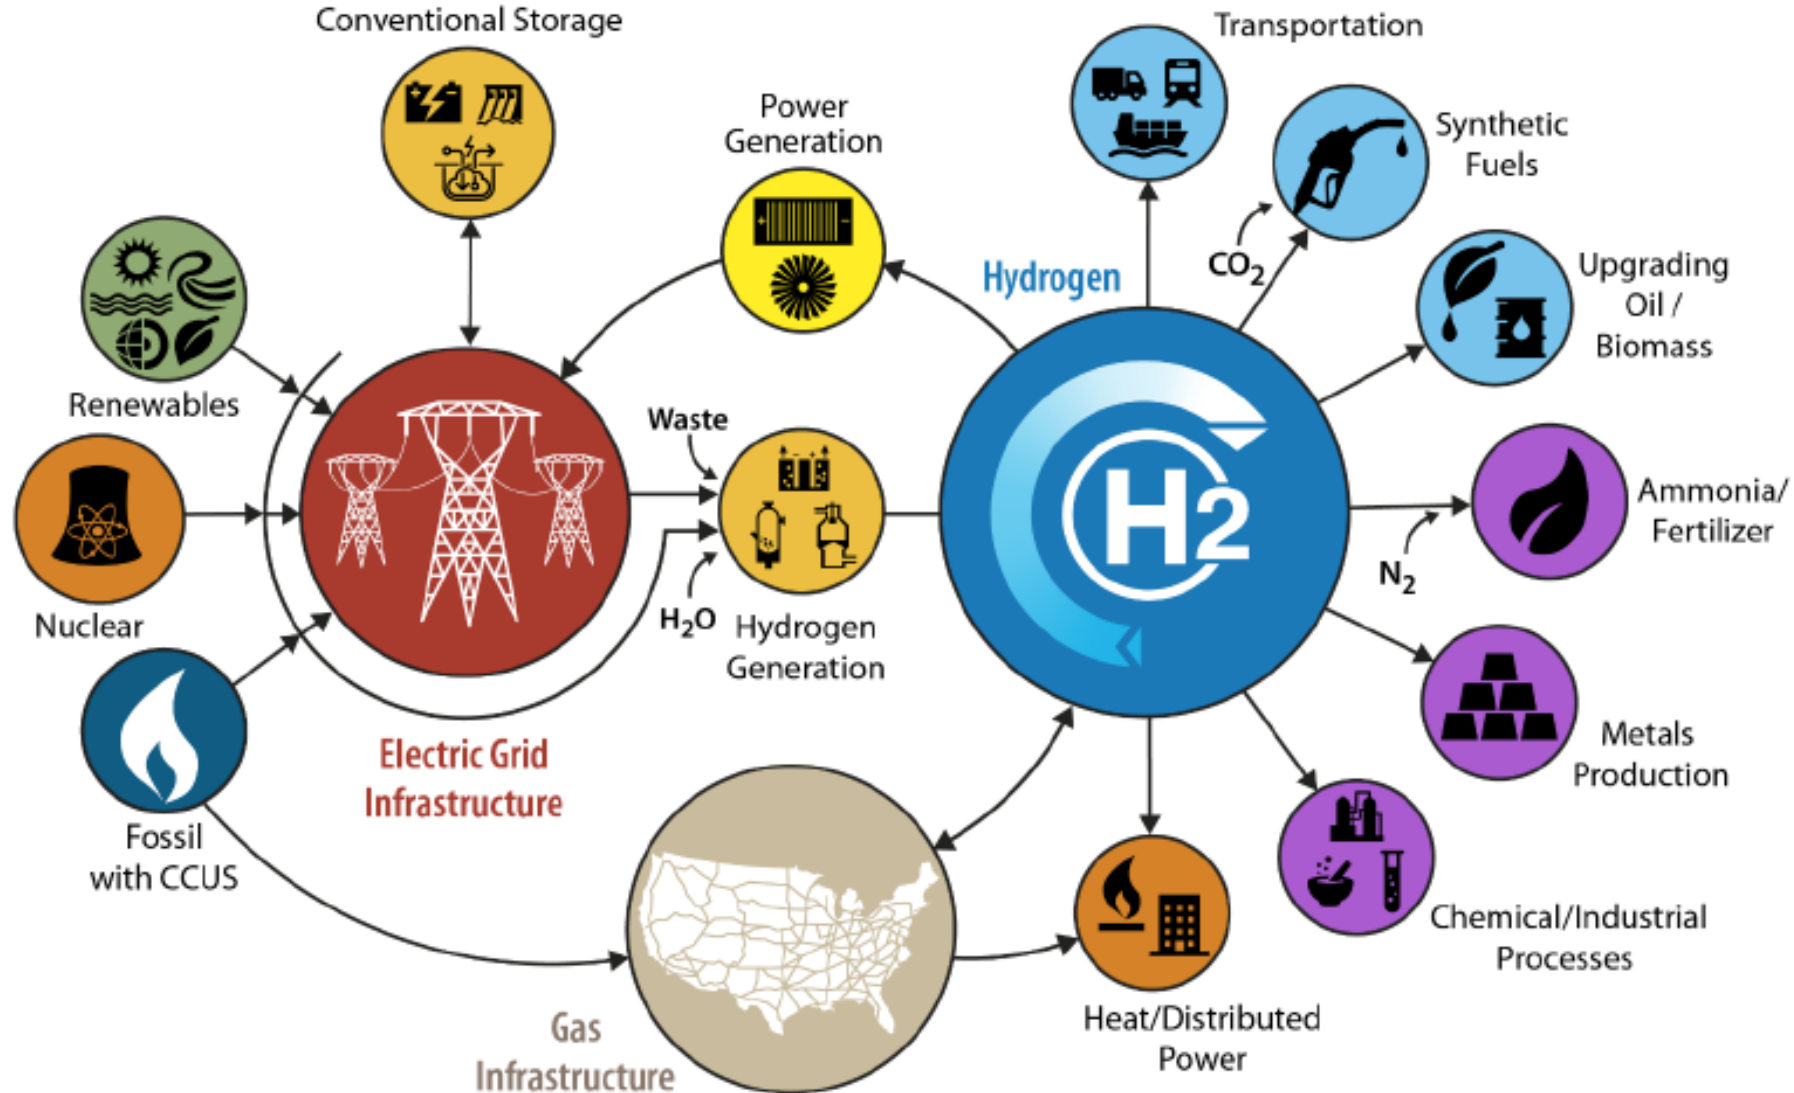 Conventional Storage
Transportation
Power
Generation
Synthetic
Fuels
CO2
Hydrogen
Upgrading
Oil /
Biomass
Renewables
Waste
H2
Ammonia/
Fertilizer
N2
Nuclear
H2O
Hydrogen
Generation
Metals
Production
Electric Grid
Infrastructure
Fossil
with CCUS
Chemical/Industrial
Processes
Gas
Infrastructure
Heat/Distributed
Power